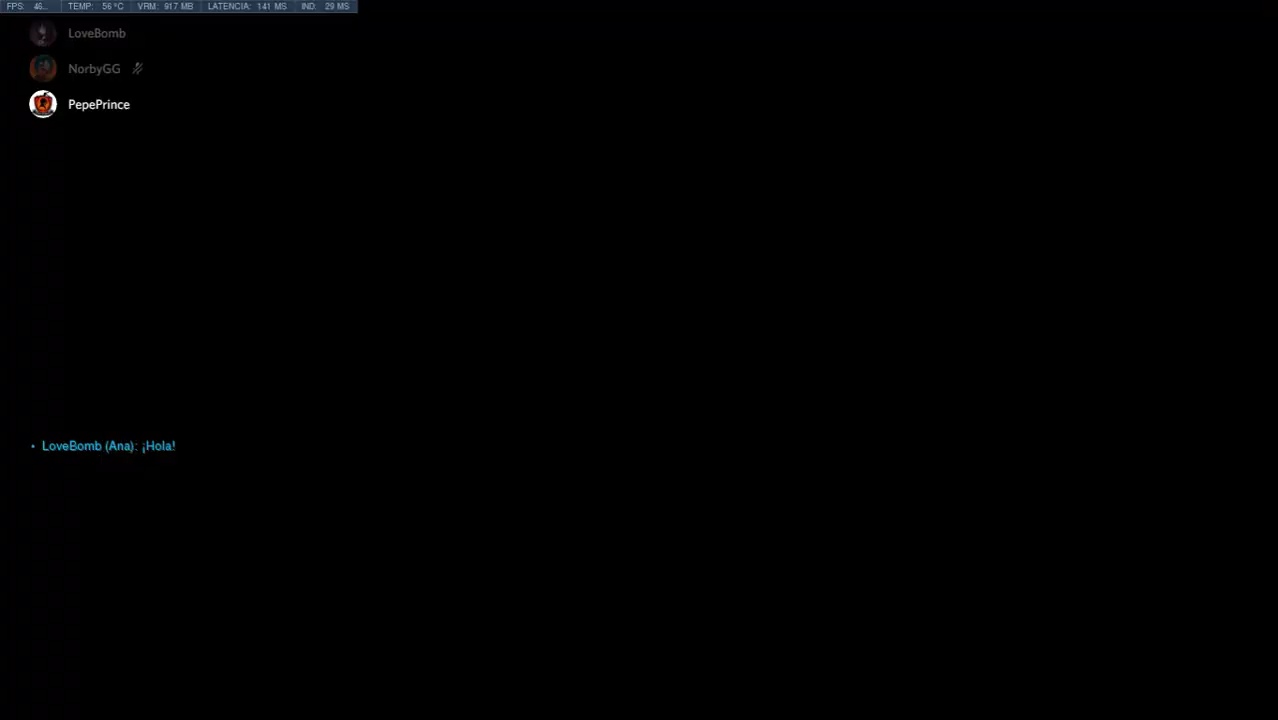 FPS: 46... TEMP: 56 ºC VRM: 917 MB LATENCIA: 141 MS IND: 29 MS
LoveBomb
NorbyGG
PepePrince
• LoveBomb (Ana): ¡Hola!